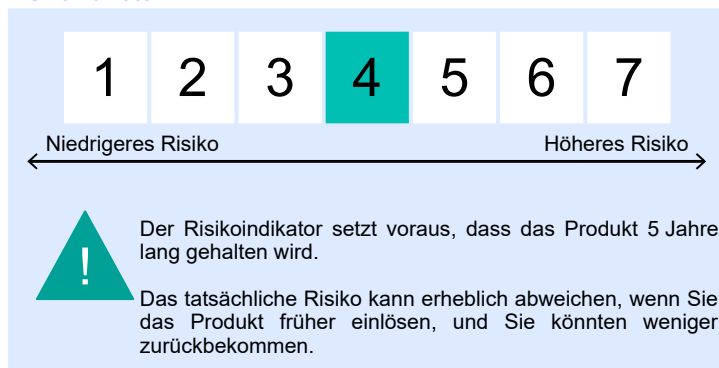 1 2 3 4 5 6 7
Niedrigeres Risiko Höheres Risiko
!
Der Risikoindikator setzt voraus, dass das Produkt 5 Jahre
lang gehalten wird.
Das tatsächliche Risiko kann erheblich abweichen, wenn Sie
das Produkt früher einlösen, und Sie könnten weniger
zurückbekommen.